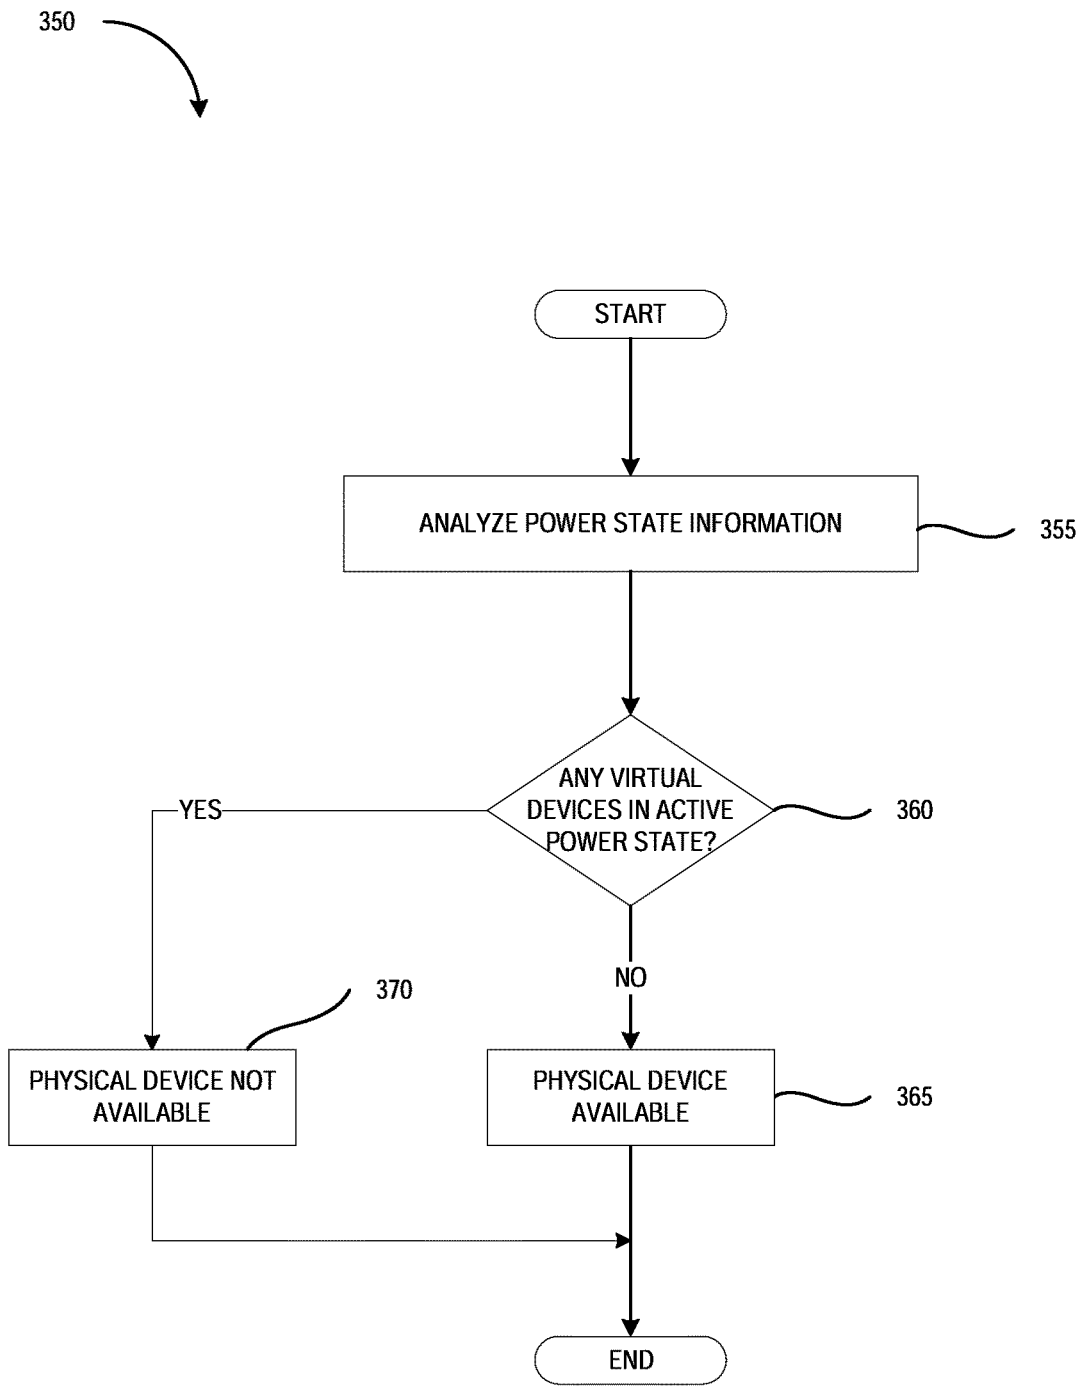 350
START
ANALYZE POWER STATE INFORMATION
355
ANY VIRTUAL
DEVICES IN ACTIVE
POWER STATE?
360
YES
NO
370
PHYSICAL DEVICE NOT
AVAILABLE
PHYSICAL DEVICE
AVAILABLE
365
END